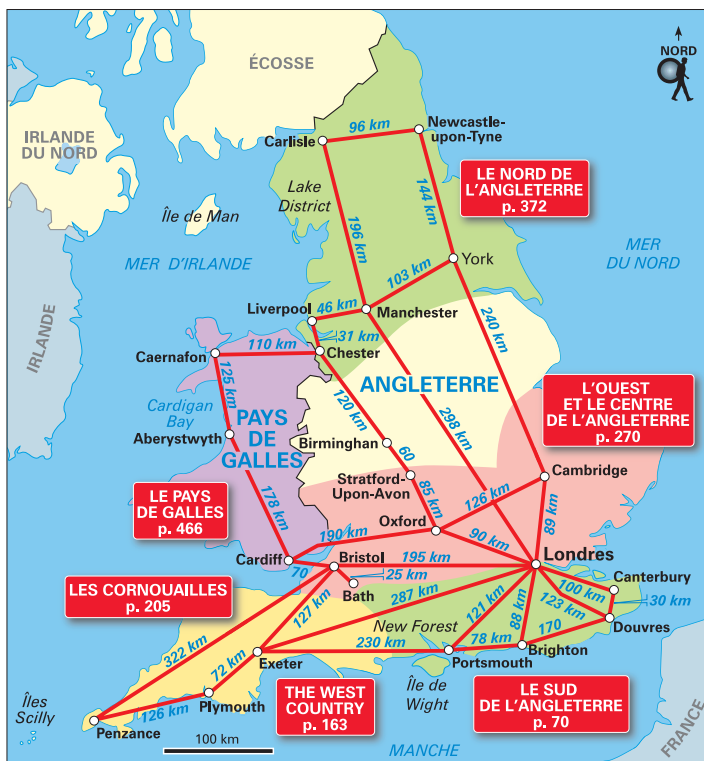 NORD
ÉCOSSE
IRLANDE
DU NORD
96 km
Newcastle-
upon-Tyne
Carlisle
LE NORD DE
L'ANGLETERRE
p. 372
Lake
District
144 km
Île de Man
196 km
MER D'IRLANDE
York
MER
DU NORD
103 km
Liverpool
46 km
Manchester
240 km
IRLANDE
31 km
110 km
Chester
Caernafon
125 km
ANGLETERRE
L'OUEST
ET LE CENTRE
DE L'ANGLETERRE
p. 270
Cardigan
Bay
120 km
PAYS
DE
GALLES
298 km
Aberystwyth
Birminghan
60
Stratford-
Upon-Avon
Cambridge
85 km
126 km
LE PAYS
DE GALLES
p. 466
178 km
Oxford
89 km
190 km
90 km
Cardiff
70
Bristol
195 km
Londres
25 km
Bath
Canterbury
100 km
LES CORNOUAILLES
p. 205
287 km
30 km
123 km
127 km
121 km
88 km
Douvres
New Forest
322 km
230 km
78 km
170
Exeter
Portsmouth
Brighton
72 km
Île de
Wight
Îles
Scilly
Plymouth
126 km
THE WEST
COUNTRY
p. 163
LE SUD
DE L'ANGLETERRE
p. 70
Penzance
100 km
MANCHE
FRANCE